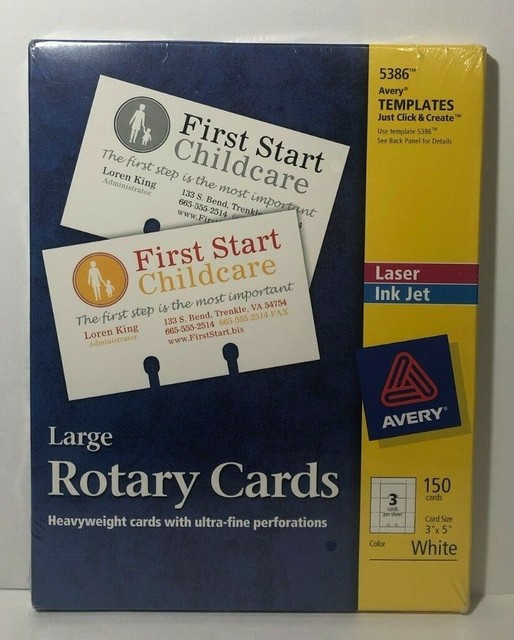 5386™
Avery®
TEMPLATES
Just Click & Create™
Use template 5386™
See Back Panel for Details
First Start
Childcare
The first step is the most important
Loren King
Administrator
133 S. Bend, Trenkle,
665-555-2514
www.First
First Start
Childcare
The first step is the most important
Loren King
Administrator
133 S. Bend, Trenkle, VA 54754
665-555-2514 665-555-2514 FAX
www.FirstStart.bis
Laser
Ink Jet
AVERY®
Large
Rotary Cards
Heavyweight cards with ultra-fine perforations
3
cards
per sheet
150
cards
Card Size
3" x 5"
Color
White